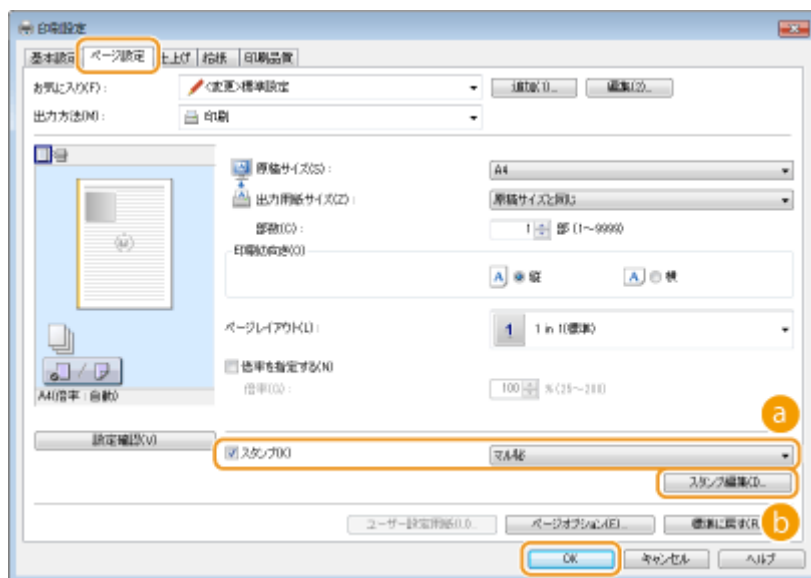 印刷設定
基本設定 ページ設定 仕上げ 給紙 印刷品質
お気に入り(F): <変更>標準設定 追加(1)... 編集(2)...
出力方法(M): 印刷
原稿サイズ(S): A4
出力用紙サイズ(Z): 原稿サイズと同じ
部数(C): 1 部 (1～9999)
印刷の向き(O)
A 縦 A 横
ページレイアウト(L): 1 1 in 1(標準)
倍率を指定する(N)
倍率(G): 100 % (25～200)
A4(倍率:自動)
a
設定確認(V)
スタンプ(K) マル秘
スタンプ編集(I)...
ユーザー設定用紙(U)... ページオプション(E)... 標準に戻す(R
b
OK キャンセル ヘルプ